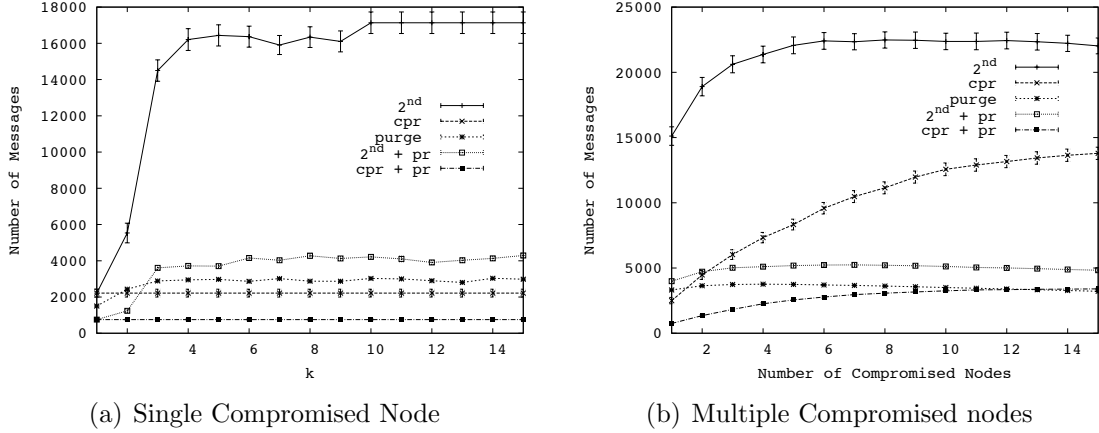 18000
16000
14000
12000
10000
8000
6000
4000
2000
0
Number of Messages
2nd
cpr
purge
2nd + pr
cpr + pr
2 4 6 8 10 12 14
k
(a) Single Compromised Node
25000
20000
15000
10000
5000
0
Number of Messages
2nd
cpr
purge
2nd + pr
cpr + pr
2 4 6 8 10 12 14
Number of Compromised Nodes
(b) Multiple Compromised nodes